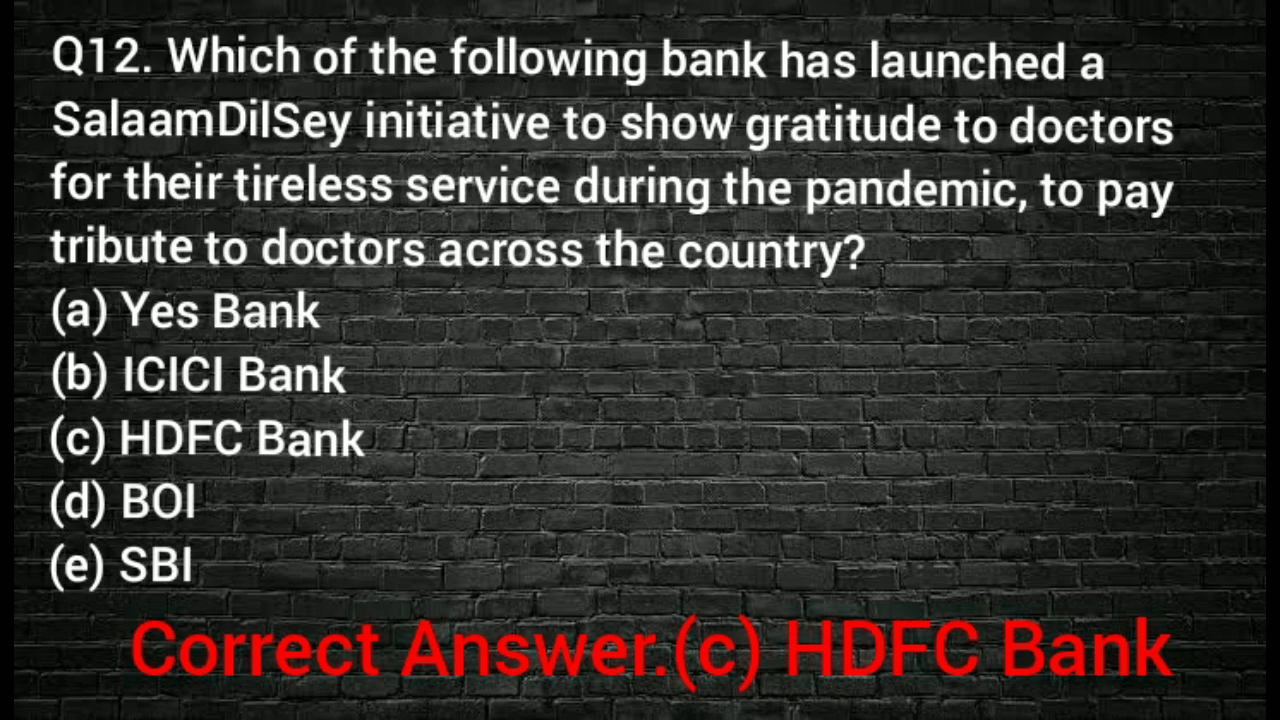 Q12. Which of the following bank has launched a
SalaamDilSey initiative to show gratitude to doctors
for their tireless service during the pandemic, to pay
tribute to doctors across the country?
(a) Yes Bank
(b) ICICI Bank
(c) HDFC Bank
(d) BOI
(e) SBI
Correct Answer.(c) HDFC Bank